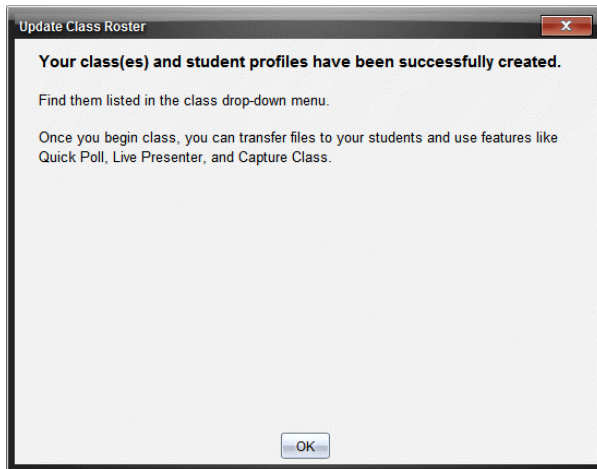 Update Class Roster
X
Your class(es) and student profiles have been successfully created.
Find them listed in the class drop-down menu.
Once you begin class, you can transfer files to your students and use features like
Quick Poll, Live Presenter, and Capture Class.
OK